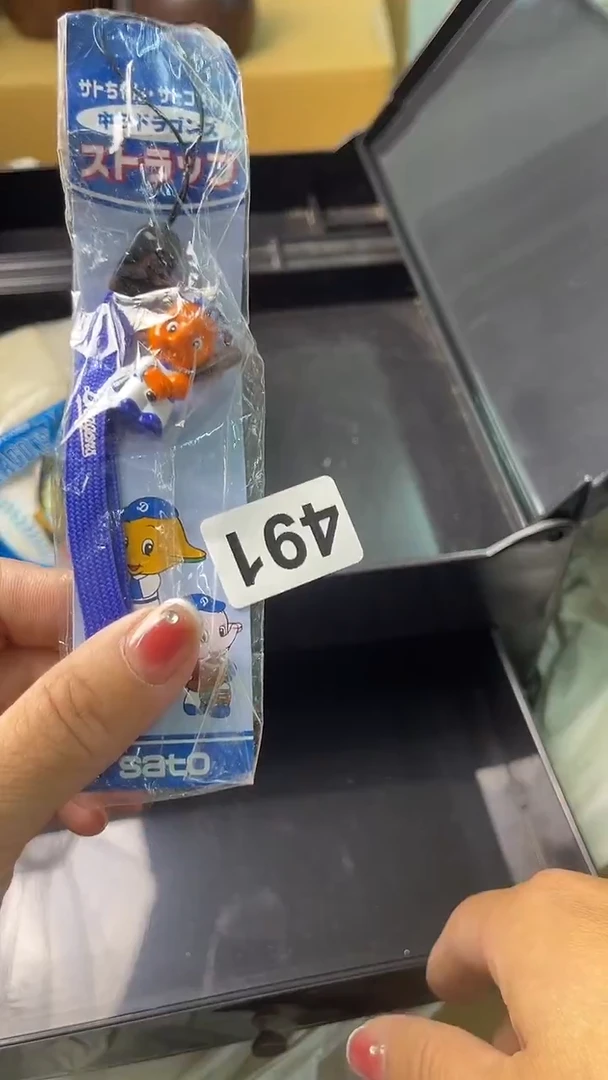 サトちゃん・サトコ
中日ドラゴンズ
ストラップ
491
sato